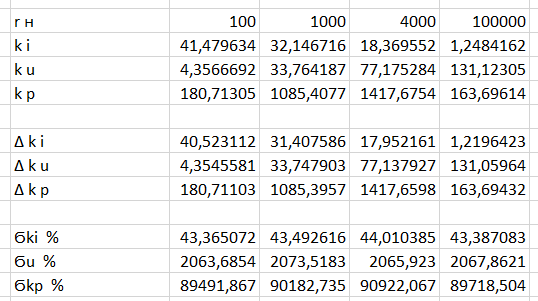 r н 100 1000 4000 100000
k i 41,479634 32,146716 18,369552 1,2484162
k u 4,3566692 33,764187 77,175284 131,12305
k p 180,71305 1085,4077 1417,6754 163,69614
Δ k i 40,523112 31,407586 17,952161 1,2196423
Δ k u 4,3545581 33,747903 77,137927 131,05964
Δ k p 180,71103 1085,3957 1417,6598 163,69432
Ϭki % 43,365072 43,492616 44,010385 43,387083
Ϭu % 2063,6854 2073,5183 2065,923 2067,8621
Ϭkp % 89491,867 90182,735 90922,067 89718,504